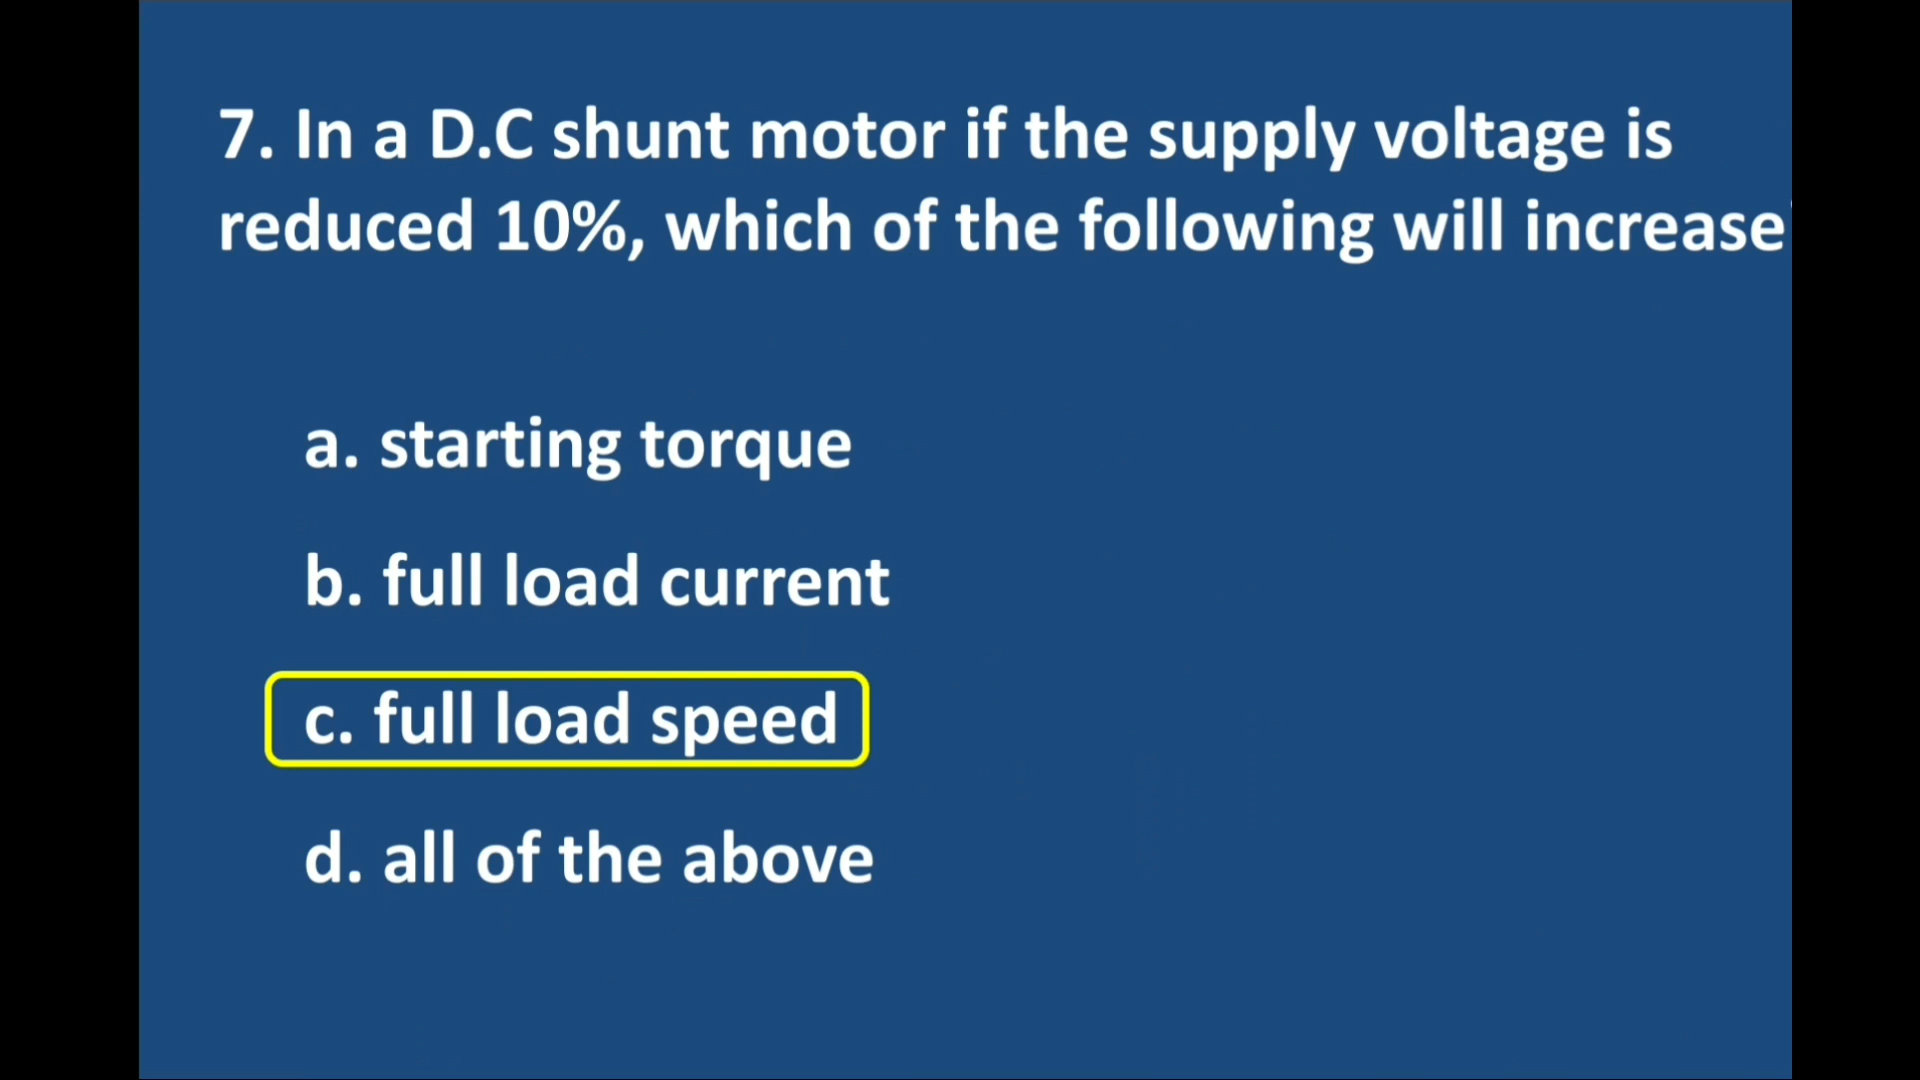 7. In a D.C shunt motor if the supply voltage is
reduced 10%, which of the following will increase
a. starting torque
b. full load current
c. full load speed
d. all of the above